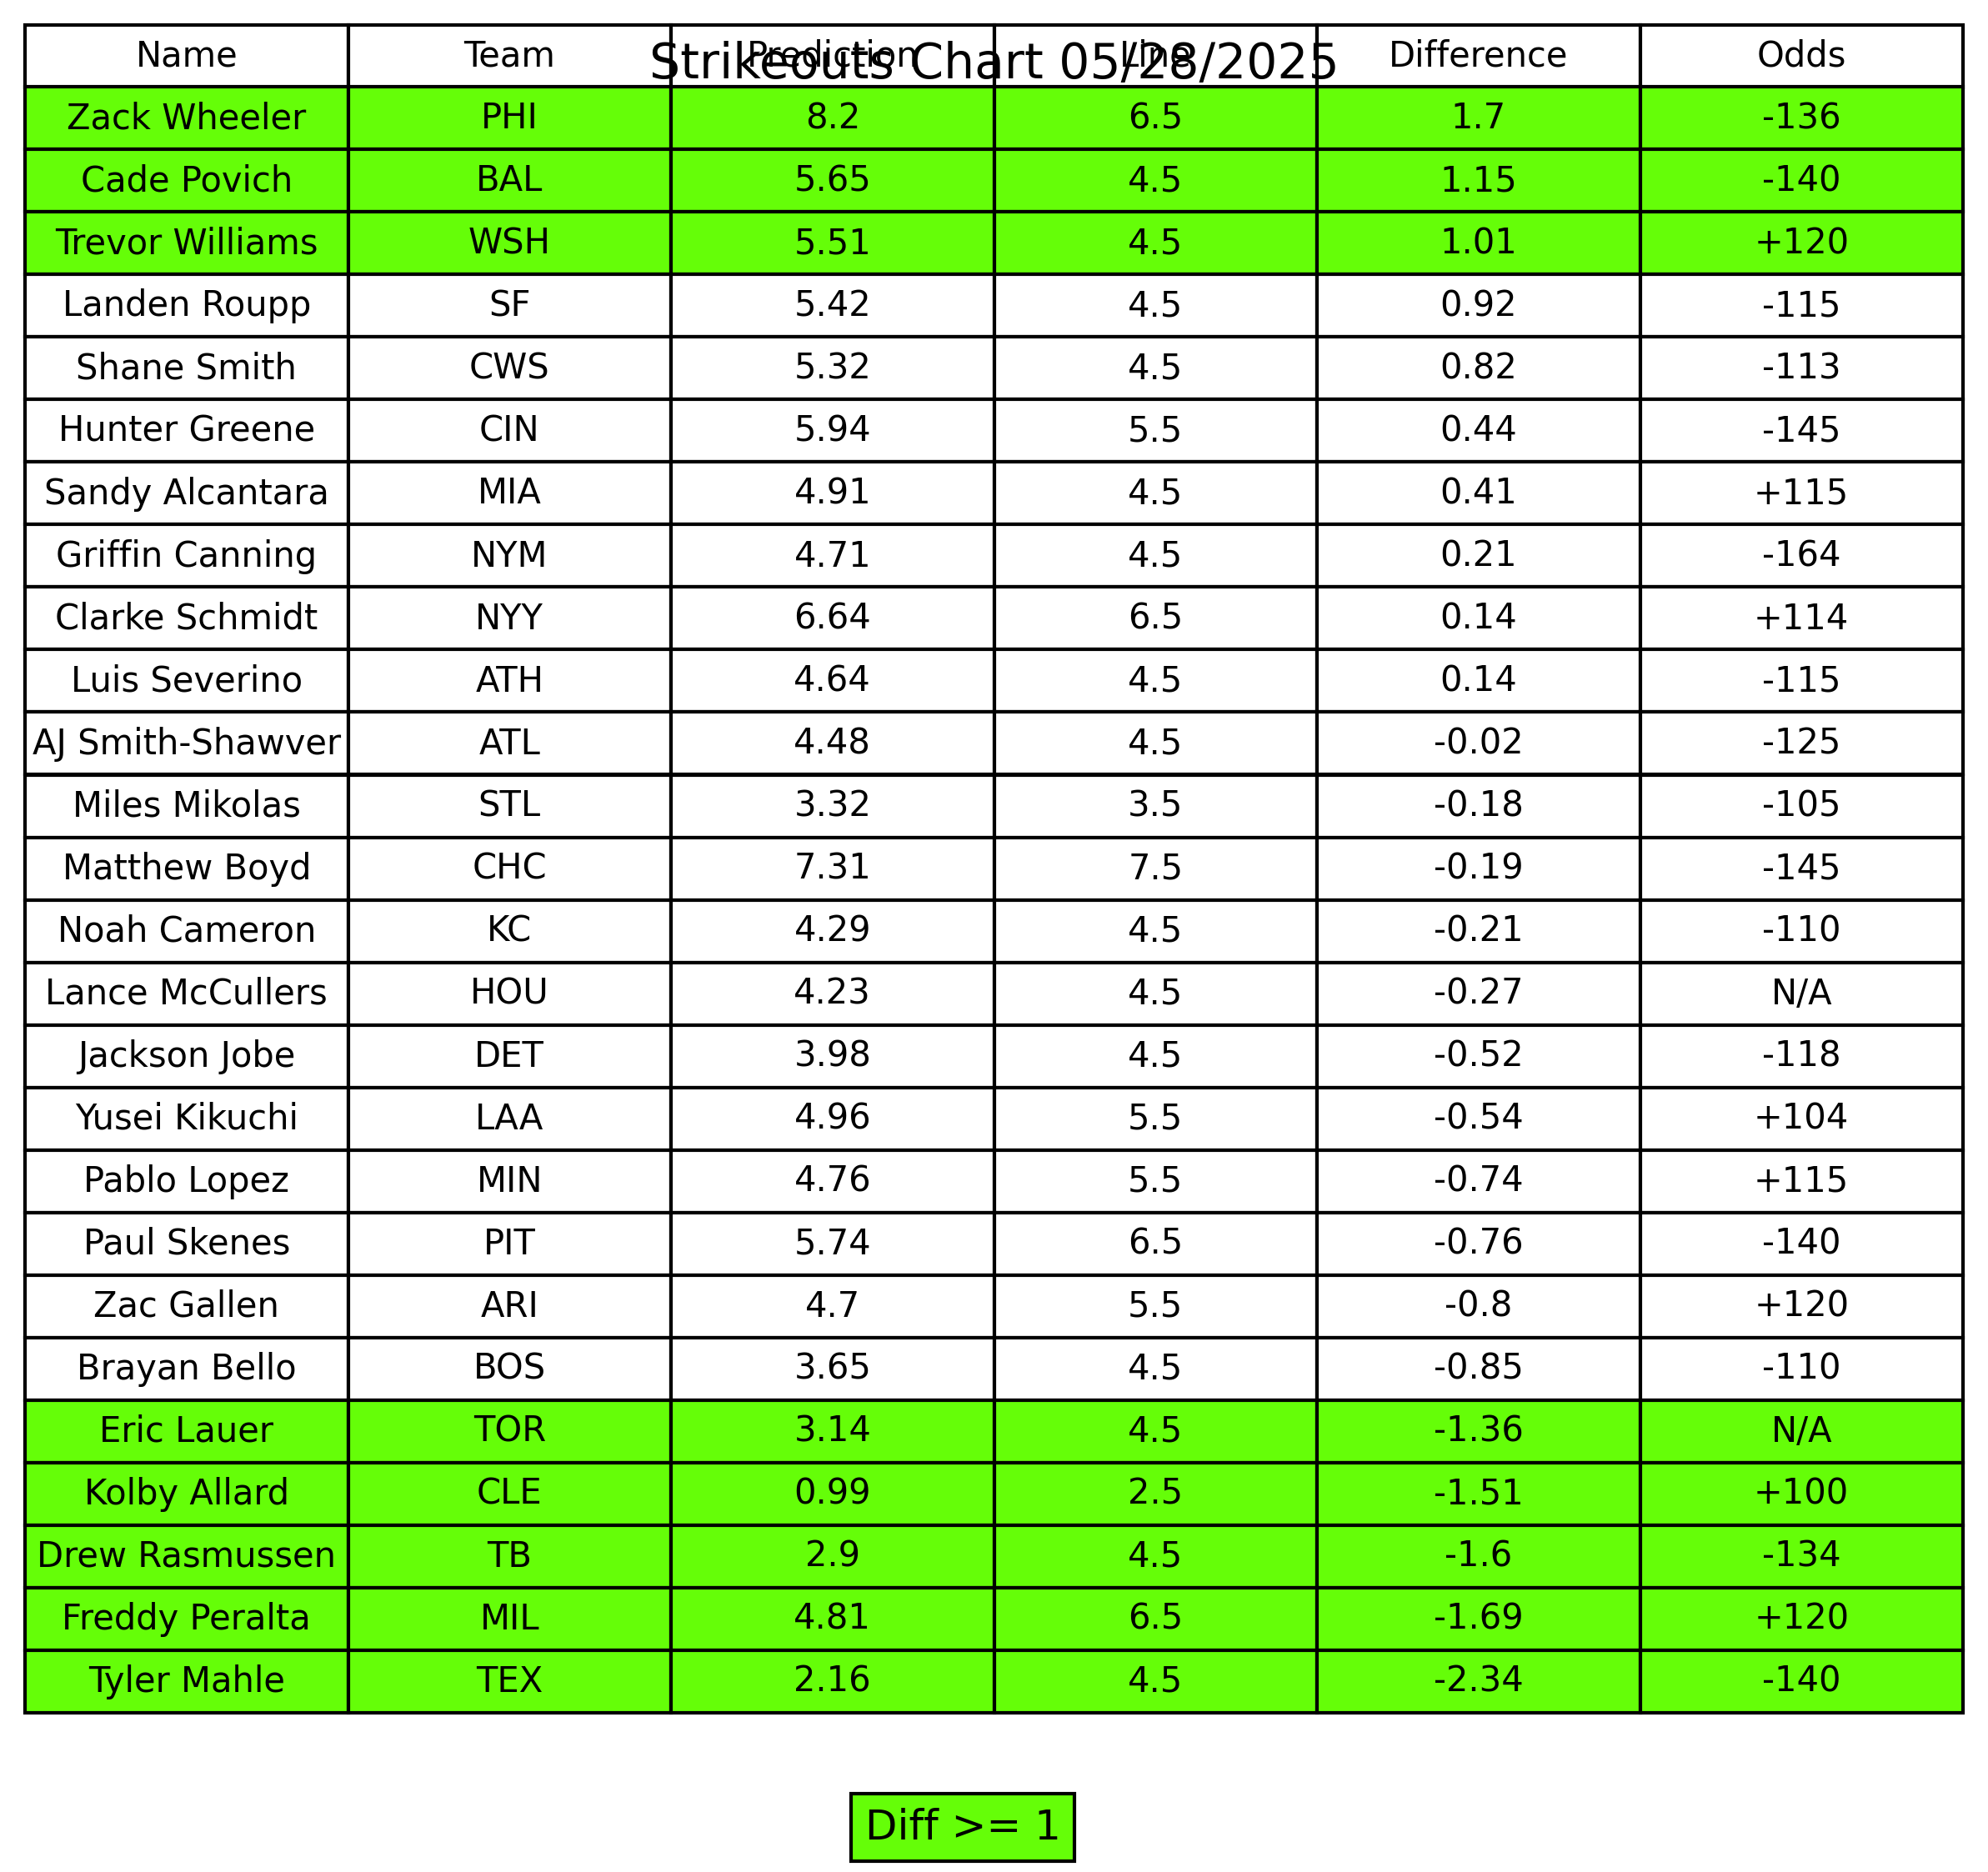 Strikeouts Chart 05/28/2025
Name Team Prediction Line Difference Odds
Zack Wheeler PHI 8.2 6.5 1.7 -136
Cade Povich BAL 5.65 4.5 1.15 -140
Trevor Williams WSH 5.51 4.5 1.01 +120
Landen Roupp SF 5.42 4.5 0.92 -115
Shane Smith CWS 5.32 4.5 0.82 -113
Hunter Greene CIN 5.94 5.5 0.44 -145
Sandy Alcantara MIA 4.91 4.5 0.41 +115
Griffin Canning NYM 4.71 4.5 0.21 -164
Clarke Schmidt NYY 6.64 6.5 0.14 +114
Luis Severino ATH 4.64 4.5 0.14 -115
AJ Smith-Shawver ATL 4.48 4.5 -0.02 -125
Miles Mikolas STL 3.32 3.5 -0.18 -105
Matthew Boyd CHC 7.31 7.5 -0.19 -145
Noah Cameron KC 4.29 4.5 -0.21 -110
Lance McCullers HOU 4.23 4.5 -0.27 N/A
Jackson Jobe DET 3.98 4.5 -0.52 -118
Yusei Kikuchi LAA 4.96 5.5 -0.54 +104
Pablo Lopez MIN 4.76 5.5 -0.74 +115
Paul Skenes PIT 5.74 6.5 -0.76 -140
Zac Gallen ARI 4.7 5.5 -0.8 +120
Brayan Bello BOS 3.65 4.5 -0.85 -110
Eric Lauer TOR 3.14 4.5 -1.36 N/A
Kolby Allard CLE 0.99 2.5 -1.51 +100
Drew Rasmussen TB 2.9 4.5 -1.6 -134
Freddy Peralta MIL 4.81 6.5 -1.69 +120
Tyler Mahle TEX 2.16 4.5 -2.34 -140
Diff >= 1